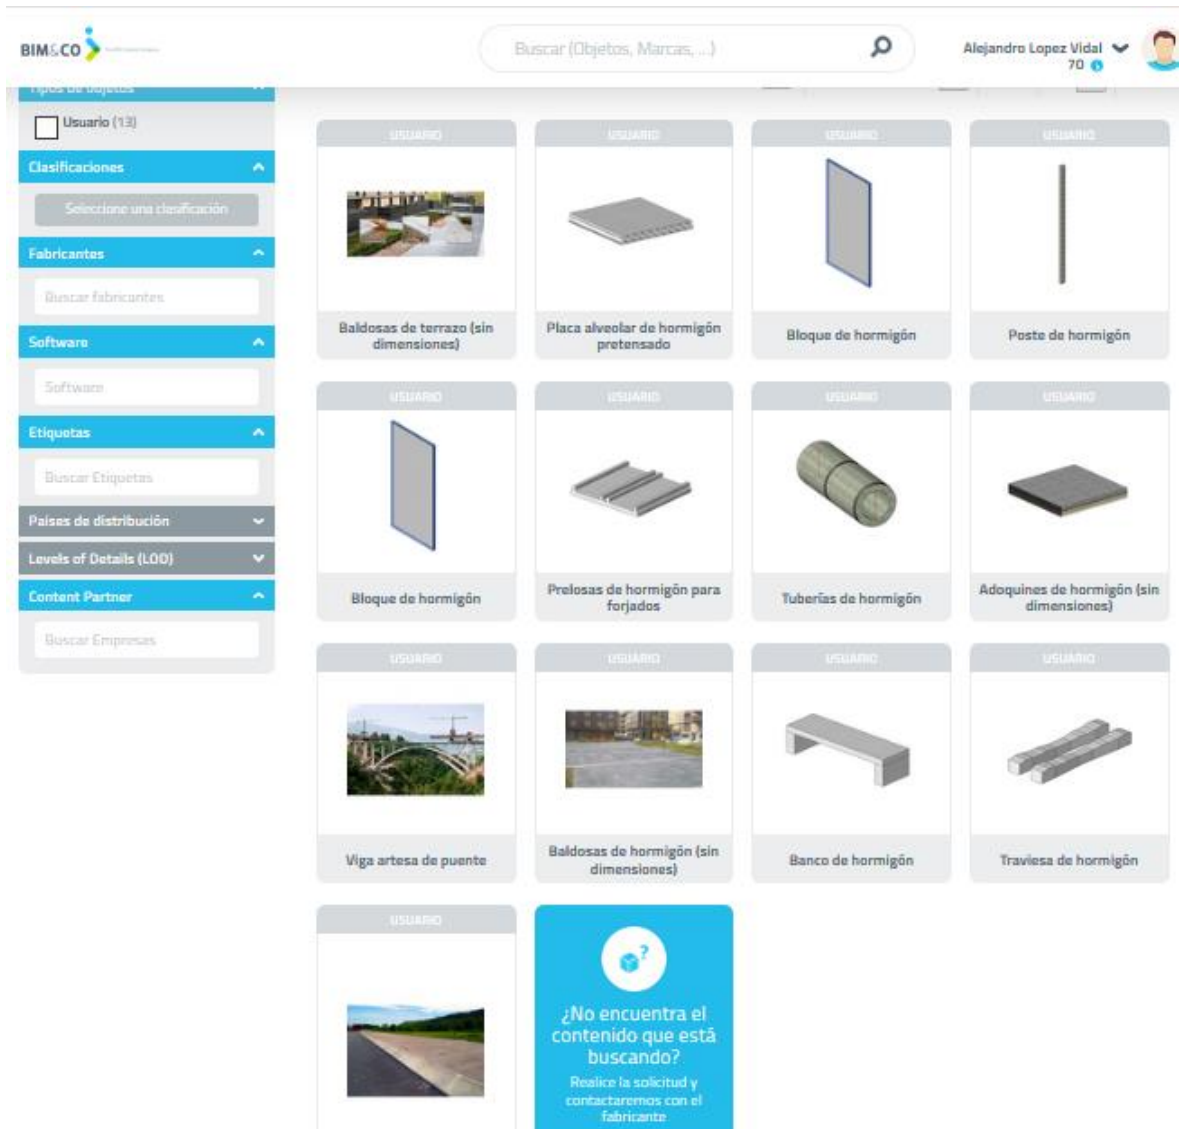 BIM&CO
Buscar (Objetos, Marcas, ...)
Alejandro Lopez Vidal
70
Tipos de objetos
Usuario (13)
Clasificaciones
Seleccione una clasificación
Fabricantes
Buscar fabricantes
Software
Software
Etiquetas
Buscar Etiquetas
Países de distribución
Levels of Details (LOD)
Content Partner
Buscar Empresas
USUARIO
USUARIO
USUARIO
USUARIO
Baldosas de terrazo (sin
dimensiones)
Placa alveolar de hormigón
pretensado
Bloque de hormigón
Poste de hormigón
USUARIO
USUARIO
USUARIO
USUARIO
Bloque de hormigón
Prelosas de hormigón para
forjados
Tuberías de hormigón
Adoquines de hormigón (sin
dimensiones)
USUARIO
USUARIO
USUARIO
USUARIO
Viga artesa de puente
Baldosas de hormigón (sin
dimensiones)
Banco de hormigón
Traviesa de hormigón
USUARIO
?
¿No encuentra el
contenido que está
buscando?
Realice la solicitud y
contactaremos con el
fabricante